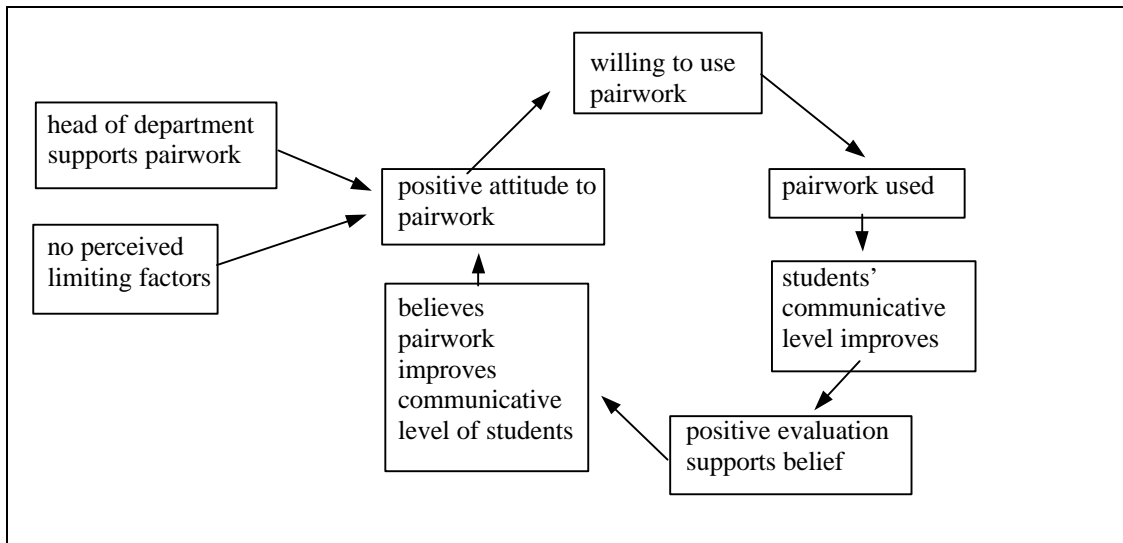 willing to use
pairwork
head of department
supports pairwork
positive attitude to
pairwork
pairwork used
no perceived
limiting factors
believes
pairwork
improves
communicative
level of students
students’
communicative
level improves
positive evaluation
supports belief